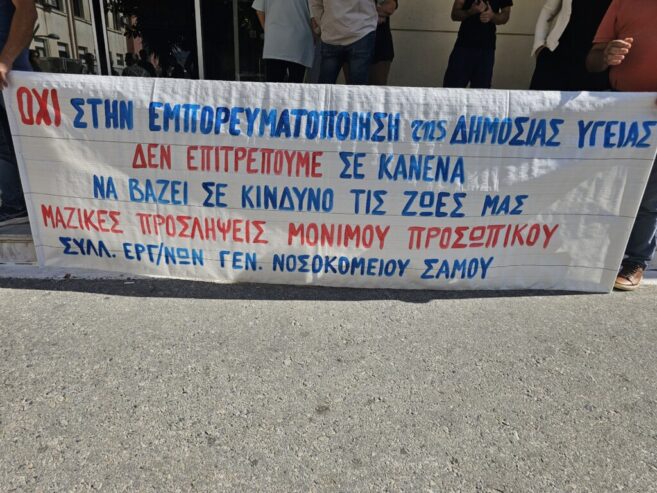 ΟΧΙ ΣΤΗΝ ΕΜΠΟΡΕΥΜΑΤΟΠΟΙΗΣΗ της ΔΗΜΟΣΙΑΣ ΥΓΕΙΑΣ
ΔΕΝ ΕΠΙΤΡΕΠΟΥΜΕ ΣΕ ΚΑΝΕΝΑ
ΝΑ ΒΑΖΕΙ ΣΕ ΚΙΝΔΥΝΟ ΤΙΣ ΖΩΕΣ ΜΑΣ
ΜΑΖΙΚΕΣ ΠΡΟΣΛΗΨΕΙΣ ΜΟΝΙΜΟΥ ΠΡΟΣΩΠΙΚΟΥ
ΣΥΛΛ. ΕΡΓ/ΝΩΝ ΓΕΝ. ΝΟΣΟΚΟΜΕΙΟΥ ΣΑΜΟΥ